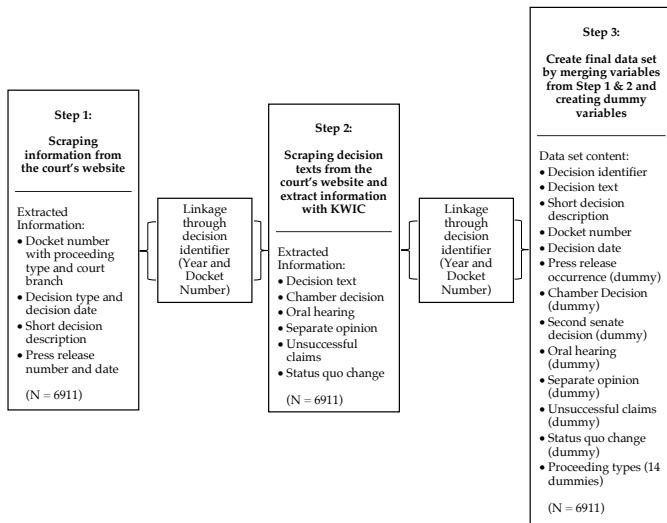 Step 1:
Scraping
information from
the court's website
Extracted
Information:
• Docket number
with proceeding
type and court
branch
• Decision type and
decision date
• Short decision
description
• Press release
number and date
(N = 6911)
Linkage
through
decision
identifier
(Year and
Docket
Number)
Step 2:
Scraping decision
texts from the
court's website and
extract information
with KWIC
Extracted
Information:
• Decision text
• Chamber decision
• Oral hearing
• Separate opinion
• Unsuccessful
claims
• Status quo change
(N = 6911)
Linkage
through
decision
identifier
(Year and
Docket
Number)
Step 3:
Create final data set
by merging variables
from Step 1 & 2 and
creating dummy
variables
Data set content:
• Decision identifier
• Decision text
• Short decision
description
• Docket number
• Decision date
• Press release
occurrence (dummy)
• Chamber Decision
(dummy)
• Second senate
decision (dummy)
• Oral hearing
(dummy)
• Separate opinion
(dummy)
• Unsuccessful claims
(dummy)
• Status quo change
(dummy)
• Proceeding types (14
dummies)
(N = 6911)